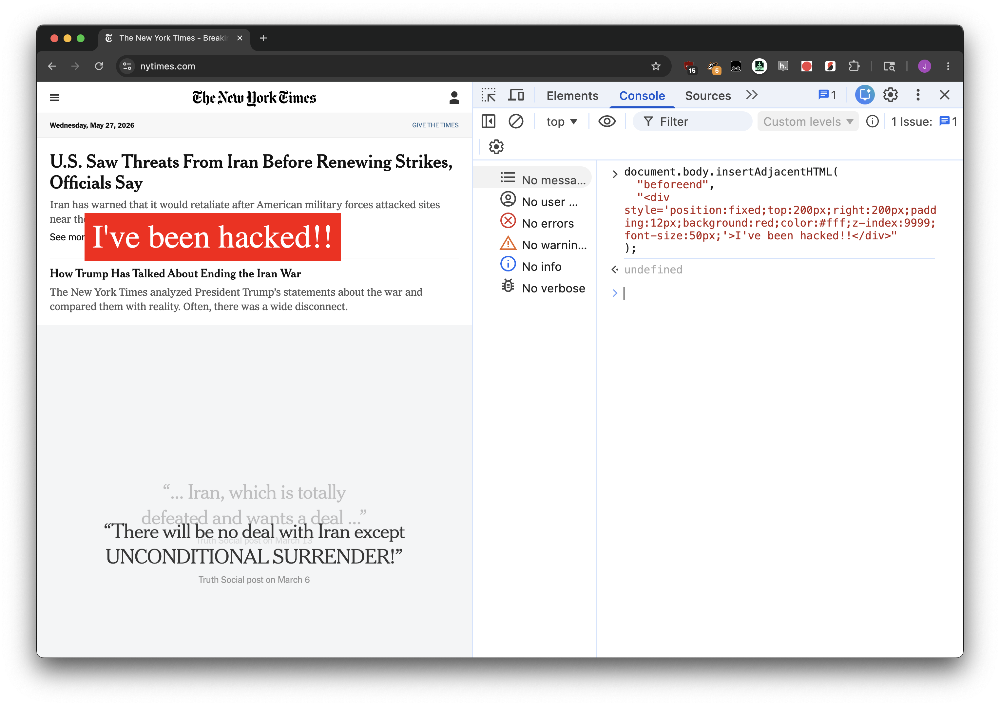 The New York Times - Breakin
nytimes.com
15
5
h.
J
The New York Times
Wednesday, May 27, 2026
GIVE THE TIMES
U.S. Saw Threats From Iran Before Renewing Strikes,
Officials Say
Iran has warned that it would retaliate after American military forces attacked sites
near the
See mor
I've been hacked!!
How Trump Has Talked About Ending the Iran War
The New York Times analyzed President Trump’s statements about the war and
compared them with reality. Often, there was a wide disconnect.
“... Iran, which is totally
defeated and wants a deal ...”
Truth Social post on March 13
“There will be no deal with Iran except
UNCONDITIONAL SURRENDER!”
Truth Social post on March 6
Elements
Console
Sources
1
top
Filter
Custom levels
1 Issue:
1
No messa...
No user ...
No errors
No warnin...
No info
No verbose
document.body.insertAdjacentHTML(
"beforeend",
"<div
style='position:fixed;top:200px;right:200px;padd
ing:12px;background:red;color:#fff;z-index:9999;
font-size:50px;'>I've been hacked!!</div>"
);
undefined